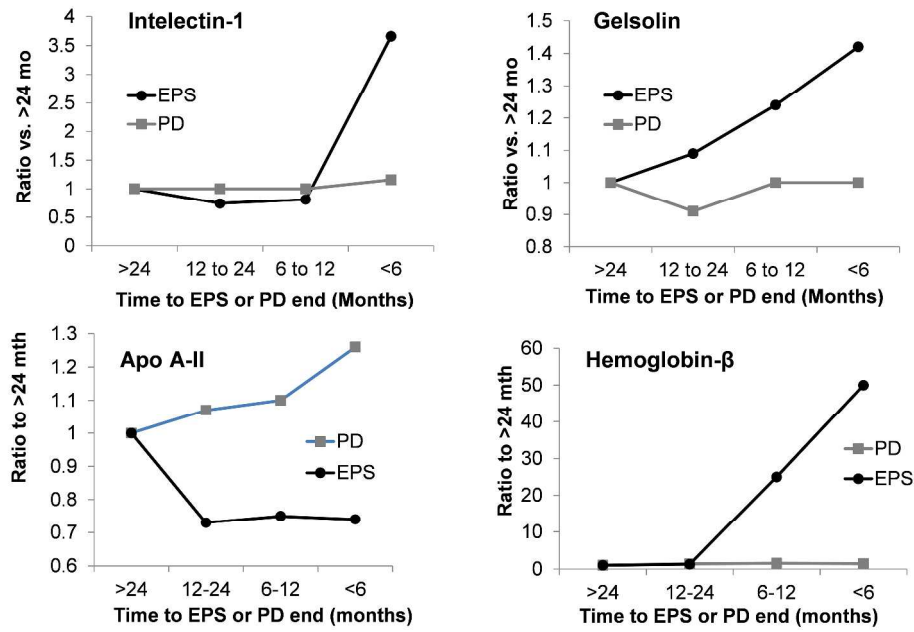 Intelectin-1
Ratio vs. >24 mo
4
3.5
3
2.5
2
1.5
1
0.5
0
EPS
PD
>24 12 to 24 6 to 12 <6
Time to EPS or PD end (Months)
Gelsolin
Ratio vs. >24 mo
1.5
1.4
1.3
1.2
1.1
1
0.9
0.8
EPS
PD
>24 12 to 24 6 to 12 <6
Time to EPS or PD end (Months)
Apo A-II
Ratio to >24 mth
1.3
1.2
1.1
1
0.9
0.8
0.7
0.6
PD
EPS
>24 12-24 6-12 <6
Time to EPS or PD end (months)
Hemoglobin-β
Ratio to >24 mth
60
50
40
30
20
10
0
PD
EPS
>24 12-24 6-12 <6
Time to EPS or PD end (months)